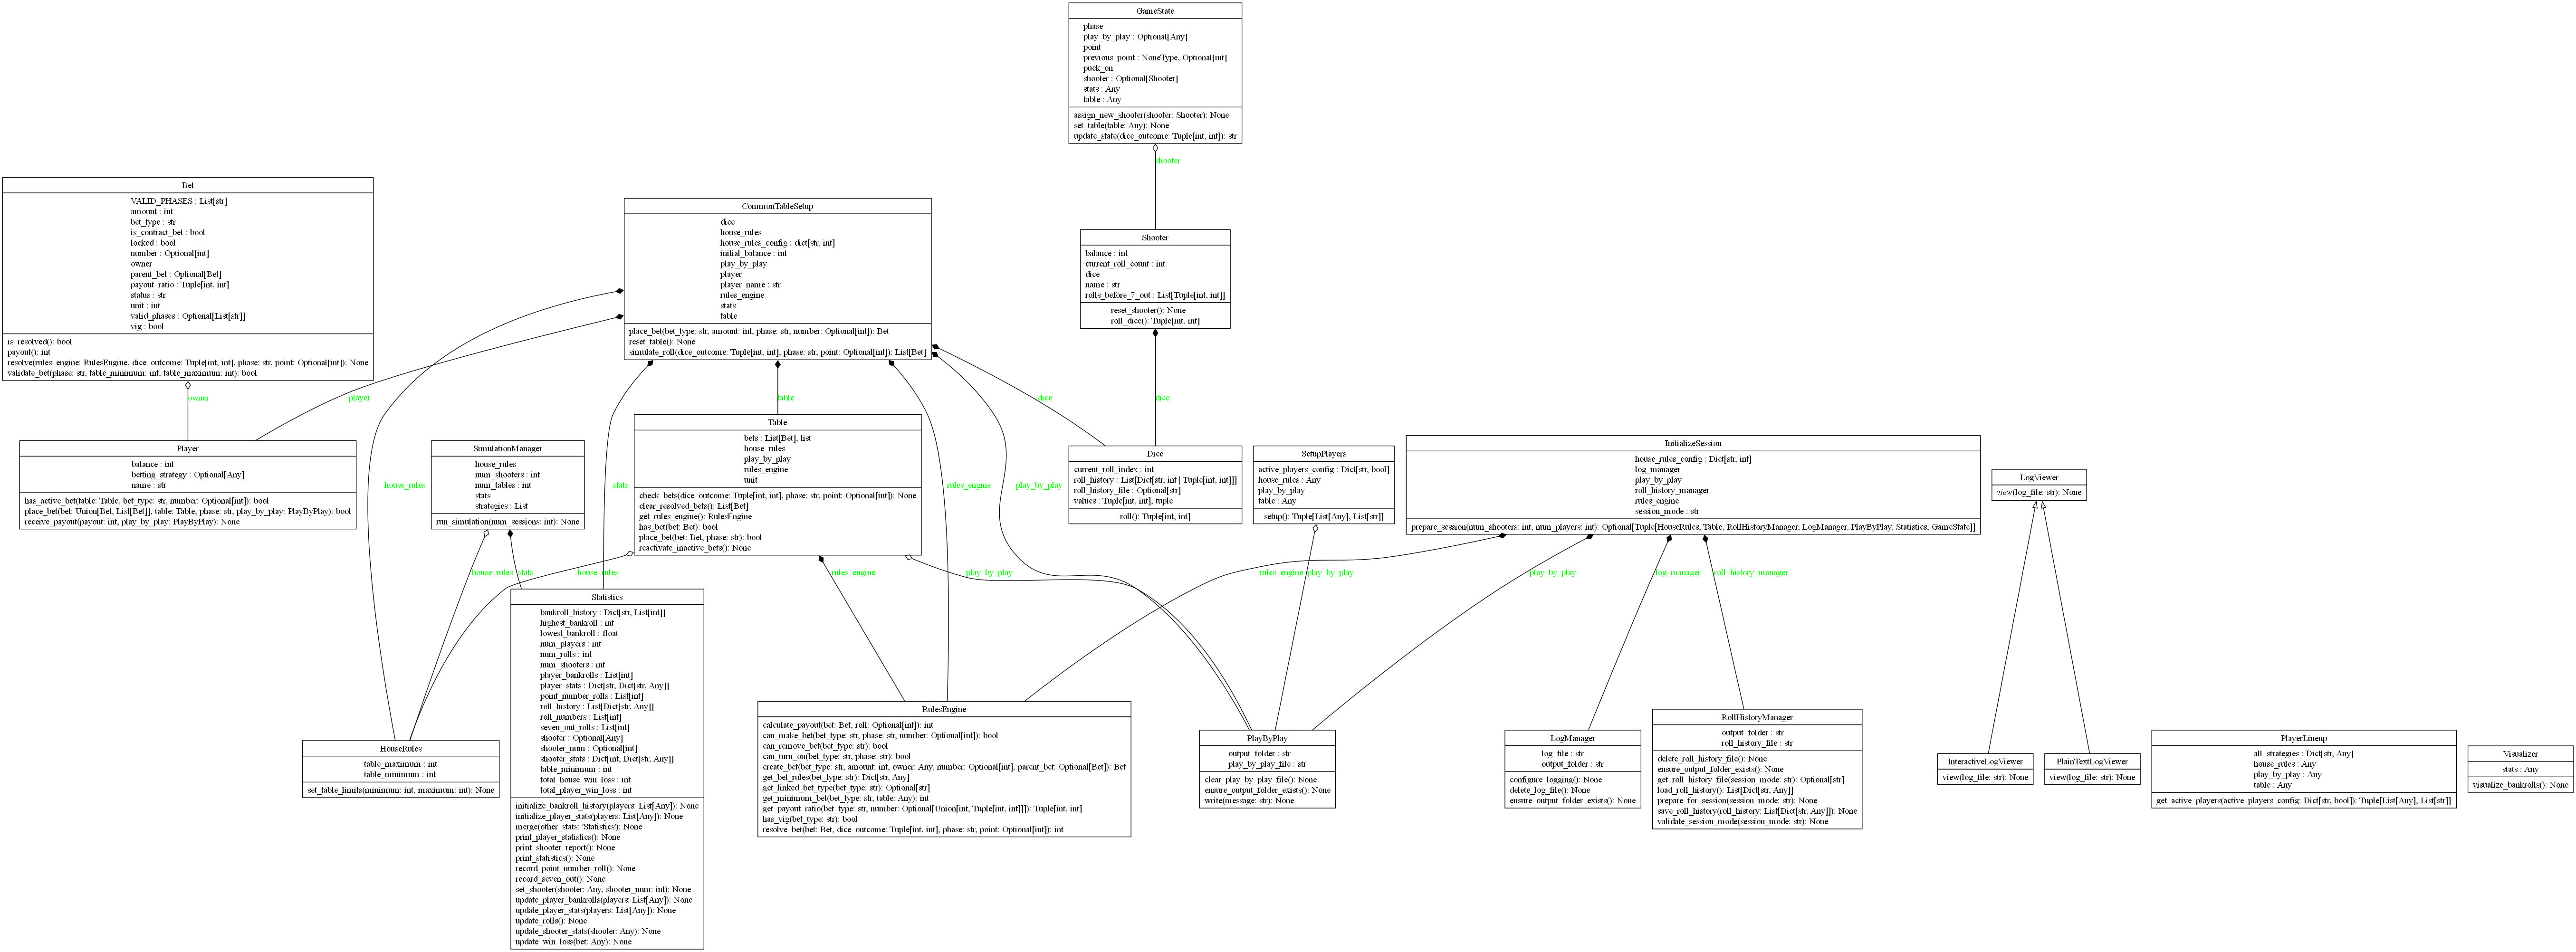 GameState
phase
play_by_play : Optional[Any]
point
previous_point : NoneType, Optional[int]
puck_on
shooter : Optional[Shooter]
stats : Any
table : Any
assign_new_shooter(shooter: Shooter): None
set_table(table: Any): None
update_state(dice_outcome: Tuple[int, int]): str
shooter
Bet
VALID_PHASES : List[str]
amount : int
bet_type : str
is_contract_bet : bool
locked : bool
number : Optional[int]
owner
parent_bet : Optional[Bet]
payout_ratio : Tuple[int, int]
status : str
unit : int
valid_phases : Optional[List[str]]
vig : bool
is_resolved(): bool
payout(): int
resolve(rules_engine: RulesEngine, dice_outcome: Tuple[int, int], phase: str, point: Optional[int]): None
validate_bet(phase: str, table_minimum: int, table_maximum: int): bool
CommonTableSetup
dice
house_rules
house_rules_config : dict[str, int]
initial_balance : int
play_by_play
player
player_name : str
rules_engine
stats
table
place_bet(bet_type: str, amount: int, phase: str, number: Optional[int]): Bet
reset_table(): None
simulate_roll(dice_outcome: Tuple[int, int], phase: str, point: Optional[int]): List[Bet]
Shooter
balance : int
current_roll_count : int
dice
name : str
rolls_before_7_out : List[Tuple[int, int]]
reset_shooter(): None
roll_dice(): Tuple[int, int]
owner
player
table
dice
dice
house_rules
stats
rules_engine
play_by_play
Player
balance : int
betting_strategy : Optional[Any]
name : str
has_active_bet(table: Table, bet_type: str, number: Optional[int]): bool
place_bet(bet: Union[Bet, List[Bet]], table: Table, phase: str, play_by_play: PlayByPlay): bool
receive_payout(payout: int, play_by_play: PlayByPlay): None
SimulationManager
house_rules
num_shooters : int
num_tables : int
stats
strategies : List
run_simulation(num_sessions: int): None
Table
bets : List[Bet], list
house_rules
play_by_play
rules_engine
unit
check_bets(dice_outcome: Tuple[int, int], phase: str, point: Optional[int]): None
clear_resolved_bets(): List[Bet]
get_rules_engine(): RulesEngine
has_bet(bet: Bet): bool
place_bet(bet: Bet, phase: str): bool
reactivate_inactive_bets(): None
Dice
current_roll_index : int
roll_history : List[Dict[str, int | Tuple[int, int]]]
roll_history_file : Optional[str]
values : Tuple[int, int], tuple
roll(): Tuple[int, int]
SetupPlayers
active_players_config : Dict[str, bool]
house_rules : Any
play_by_play
table : Any
setup(): Tuple[List[Any], List[str]]
InitializeSession
house_rules_config : Dict[str, int]
log_manager
play_by_play
roll_history_manager
rules_engine
session_mode : str
prepare_session(num_shooters: int, num_players: int): Optional[Tuple[HouseRules, Table, RollHistoryManager, LogManager, PlayByPlay, Statistics, GameState]]
LogViewer
view(log_file: str): None
house_rules
stats
house_rules
rules_engine
play_by_play
rules_engine
play_by_play
play_by_play
log_manager
roll_history_manager
HouseRules
table_maximum : int
table_minimum : int
set_table_limits(minimum: int, maximum: int): None
Statistics
bankroll_history : Dict[str, List[int]]
highest_bankroll : int
lowest_bankroll : float
num_players : int
num_rolls : int
num_shooters : int
player_bankrolls : List[int]
player_stats : Dict[str, Dict[str, Any]]
point_number_rolls : List[int]
roll_history : List[Dict[str, Any]]
roll_numbers : List[int]
seven_out_rolls : List[int]
shooter : Optional[Any]
shooter_num : Optional[int]
shooter_stats : Dict[int, Dict[str, Any]]
table_minimum : int
total_house_win_loss : int
total_player_win_loss : int
initialize_bankroll_history(players: List[Any]): None
initialize_player_stats(players: List[Any]): None
merge(other_stats: 'Statistics'): None
print_player_statistics(): None
print_shooter_report(): None
print_statistics(): None
record_point_number_roll(): None
record_seven_out(): None
set_shooter(shooter: Any, shooter_num: int): None
update_player_bankrolls(players: List[Any]): None
update_player_stats(players: List[Any]): None
update_rolls(): None
update_shooter_stats(shooter: Any): None
update_win_loss(bet: Any): None
RulesEngine
calculate_payout(bet: Bet, roll: Optional[int]): int
can_make_bet(bet_type: str, phase: str, number: Optional[int]): bool
can_remove_bet(bet_type: str): bool
can_turn_on(bet_type: str, phase: str): bool
create_bet(bet_type: str, amount: int, owner: Any, number: Optional[int], parent_bet: Optional[Bet]): Bet
get_bet_rules(bet_type: str): Dict[str, Any]
get_linked_bet_type(bet_type: str): Optional[str]
get_minimum_bet(bet_type: str, table: Any): int
get_payout_ratio(bet_type: str, number: Optional[Union[int, Tuple[int, int]]]): Tuple[int, int]
has_vig(bet_type: str): bool
resolve_bet(bet: Bet, dice_outcome: Tuple[int, int], phase: str, point: Optional[int]): int
PlayByPlay
output_folder : str
play_by_play_file : str
clear_play_by_play_file(): None
ensure_output_folder_exists(): None
write(message: str): None
LogManager
log_file : str
output_folder : str
configure_logging(): None
delete_log_file(): None
ensure_output_folder_exists(): None
RollHistoryManager
output_folder : str
roll_history_file : str
delete_roll_history_file(): None
ensure_output_folder_exists(): None
get_roll_history_file(session_mode: str): Optional[str]
load_roll_history(): List[Dict[str, Any]]
prepare_for_session(session_mode: str): None
save_roll_history(roll_history: List[Dict[str, Any]]): None
validate_session_mode(session_mode: str): None
InteractiveLogViewer
view(log_file: str): None
PlainTextLogViewer
view(log_file: str): None
PlayerLineup
all_strategies : Dict[str, Any]
house_rules : Any
play_by_play : Any
table : Any
get_active_players(active_players_config: Dict[str, bool]): Tuple[List[Any], List[str]]
Visualizer
stats : Any
visualize_bankrolls(): None